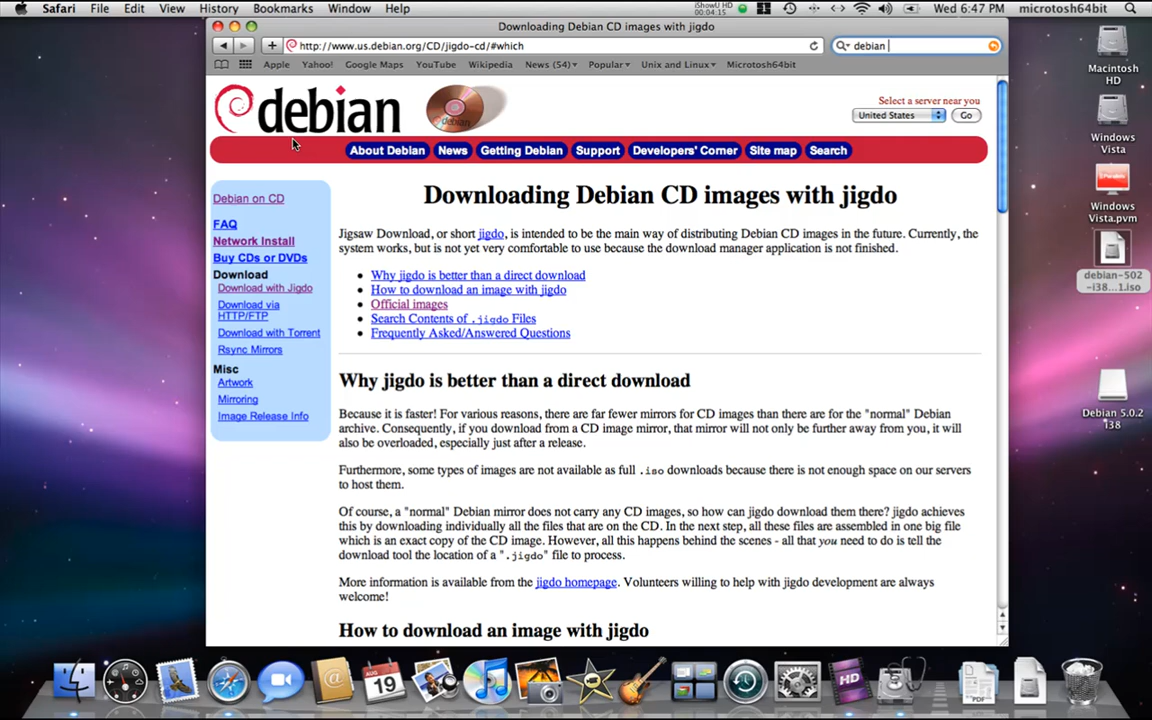 Safari File Edit View History Bookmarks Window Help iShowU HD 00:04:15 Wed 6:47 PM microtosh64bit
Downloading Debian CD images with jigdo
http://www.us.debian.org/CD/jigdo-cd/#which debian
Apple Yahoo! Google Maps YouTube Wikipedia News (54) Popular Unix and Linux Microtosh64bit
debian
debian
Select a server near you
United States Go
About Debian News Getting Debian Support Developers' Corner Site map Search
Debian on CD
FAQ
Network Install
Buy CDs or DVDs
Download
Download with Jigdo
Download via
HTTP/FTP
Download with Torrent
Rsync Mirrors
Misc
Artwork
Mirroring
Image Release Info
Downloading Debian CD images with jigdo
Jigsaw Download, or short jigdo, is intended to be the main way of distributing Debian CD images in the future. Currently, the
system works, but is not yet very comfortable to use because the download manager application is not finished.
Why jigdo is better than a direct download
How to download an image with jigdo
Official images
Search Contents of .jigdo Files
Frequently Asked/Answered Questions
Why jigdo is better than a direct download
Because it is faster! For various reasons, there are far fewer mirrors for CD images than there are for the "normal" Debian
archive. Consequently, if you download from a CD image mirror, that mirror will not only be further away from you, it will
also be overloaded, especially just after a release.
Furthermore, some types of images are not available as full .iso downloads because there is not enough space on our servers
to host them.
Of course, a "normal" Debian mirror does not carry any CD images, so how can jigdo download them there? jigdo achieves
this by downloading individually all the files that are on the CD. In the next step, all these files are assembled in one big file
which is an exact copy of the CD image. However, all this happens behind the scenes - all that you need to do is tell the
download tool the location of a ".jigdo" file to process.
More information is available from the jigdo homepage. Volunteers willing to help with jigdo development are always
welcome!
How to download an image with jigdo
Macintosh
HD
Windows
Vista
Windows
Vista.pvm
debian-502
-i38...1.iso
Debian 5.0.2
i38
AUG
19
HD
PDF